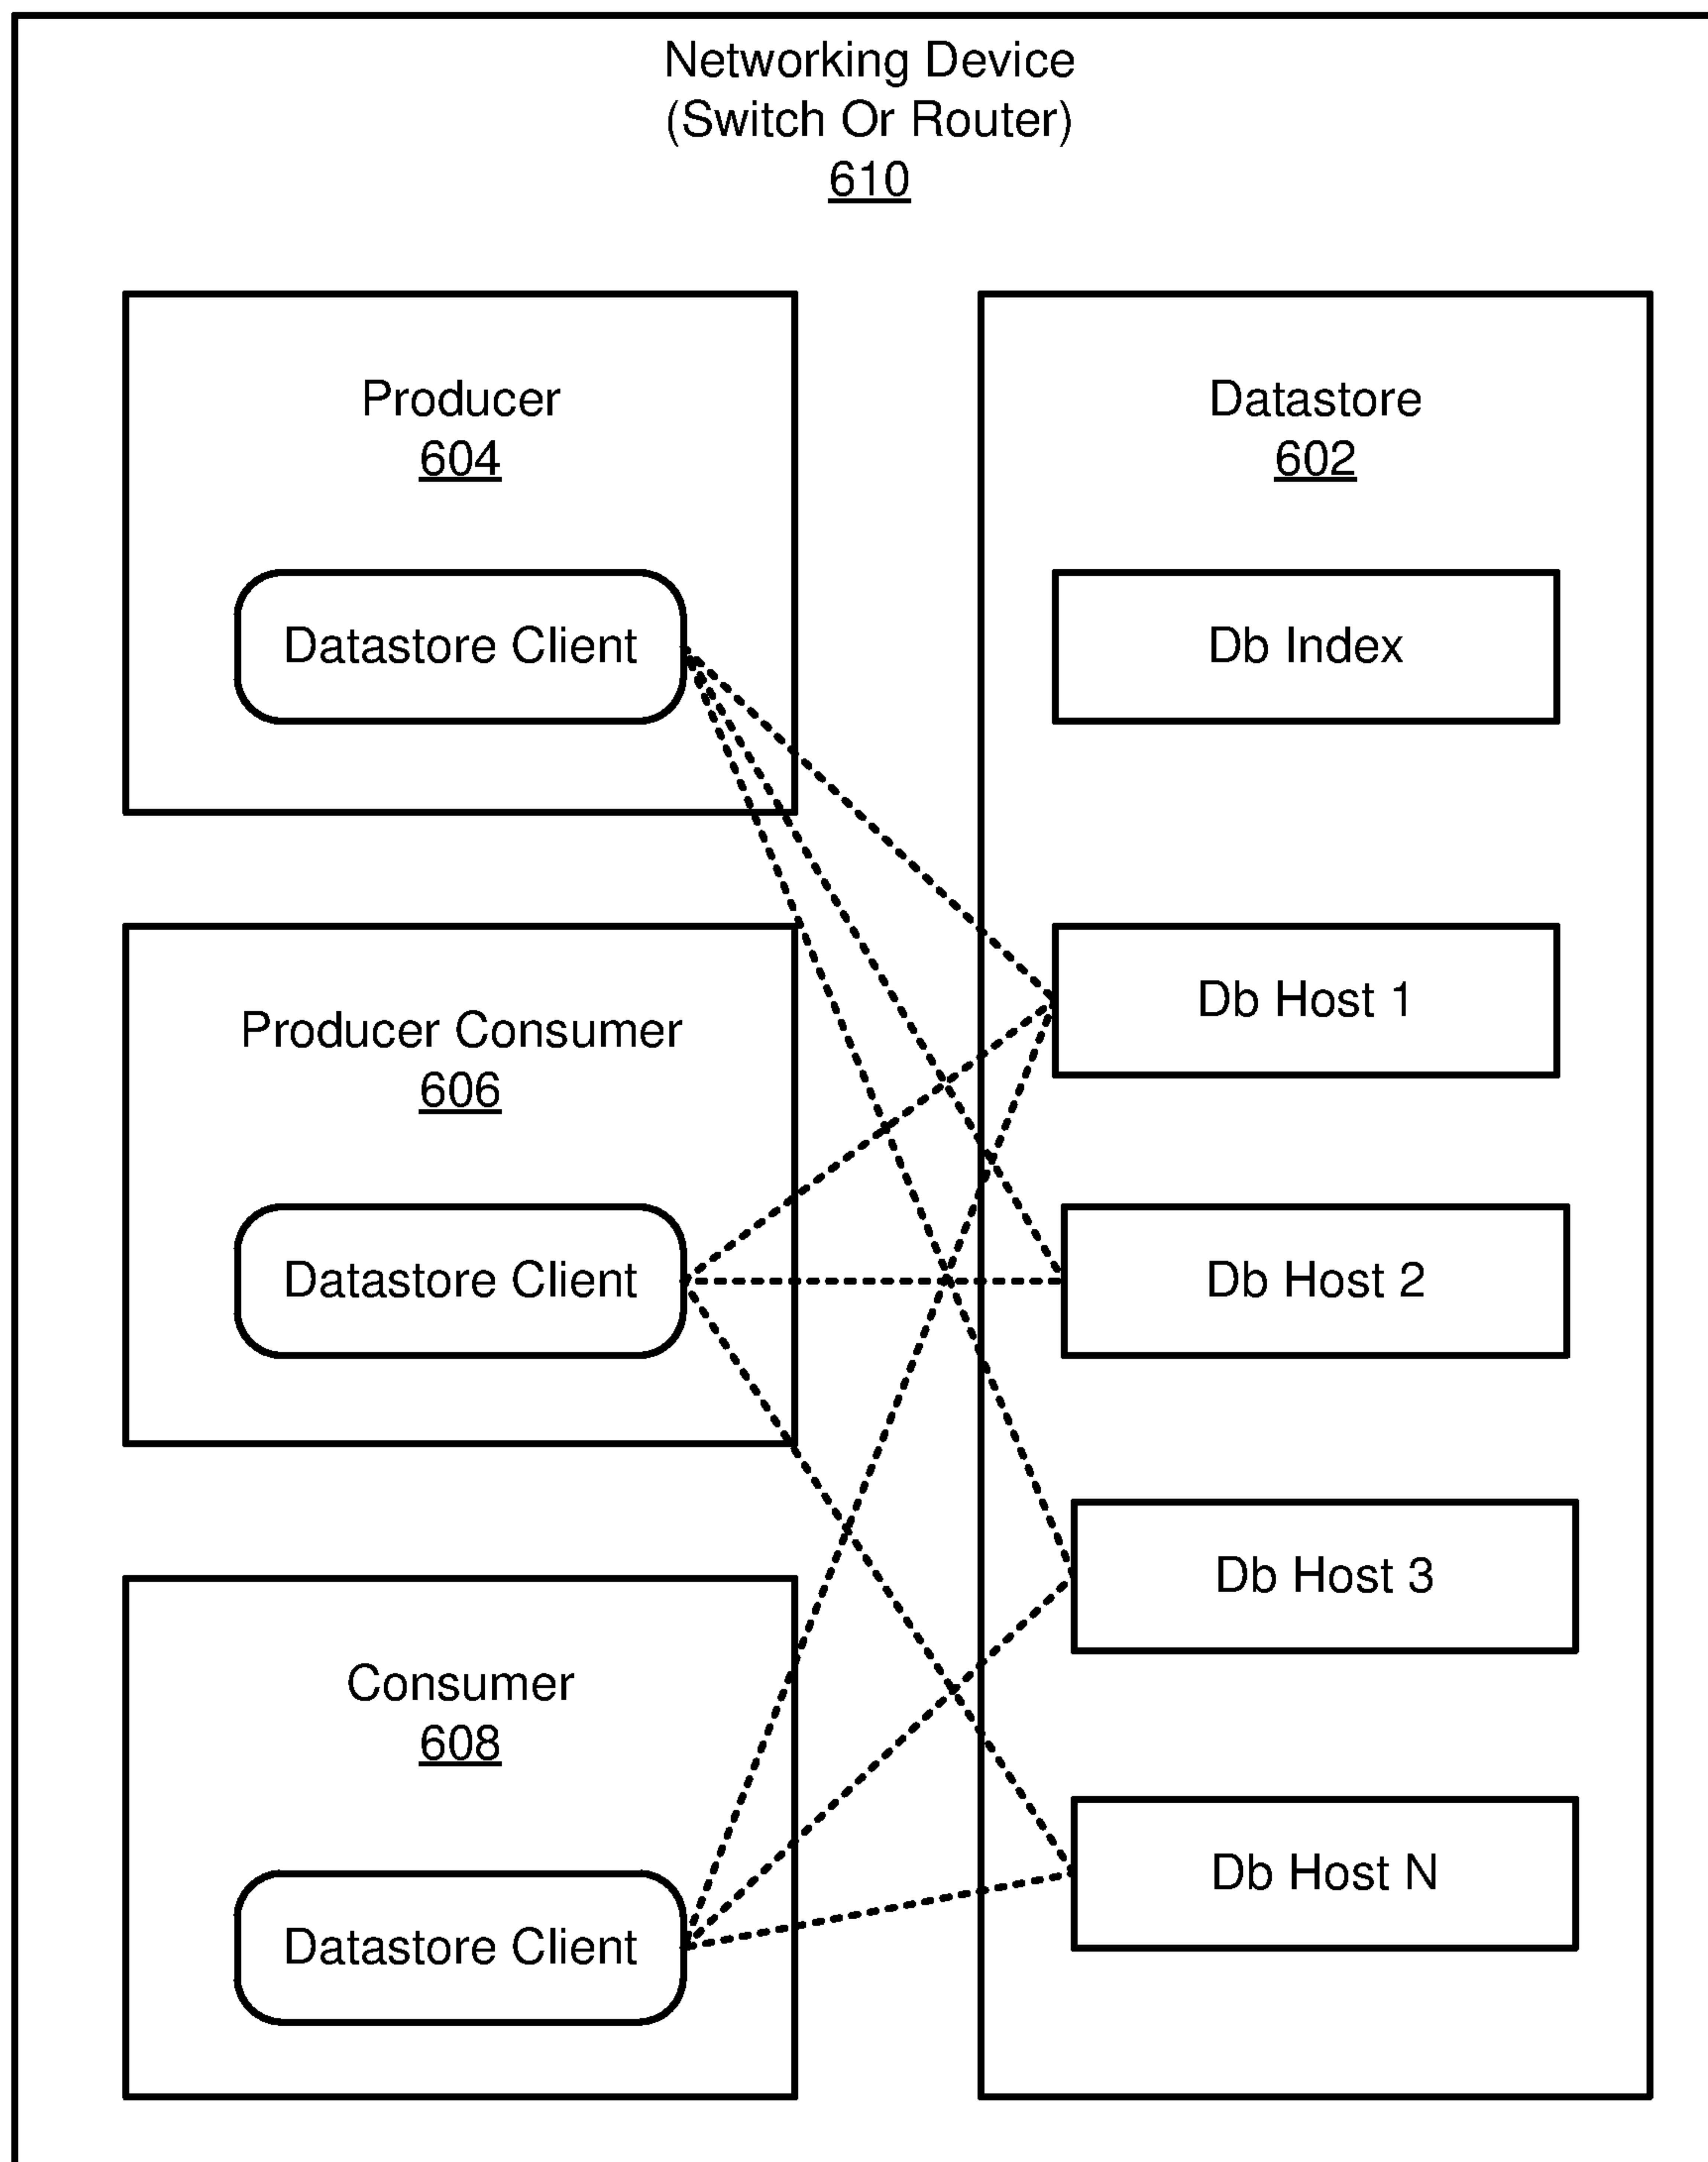 Networking Device
(Switch Or Router)
610
Producer
604
Datastore Client
Producer Consumer
606
Datastore Client
Consumer
608
Datastore Client
Datastore
602
Db Index
Db Host 1
Db Host 2
Db Host 3
Db Host N